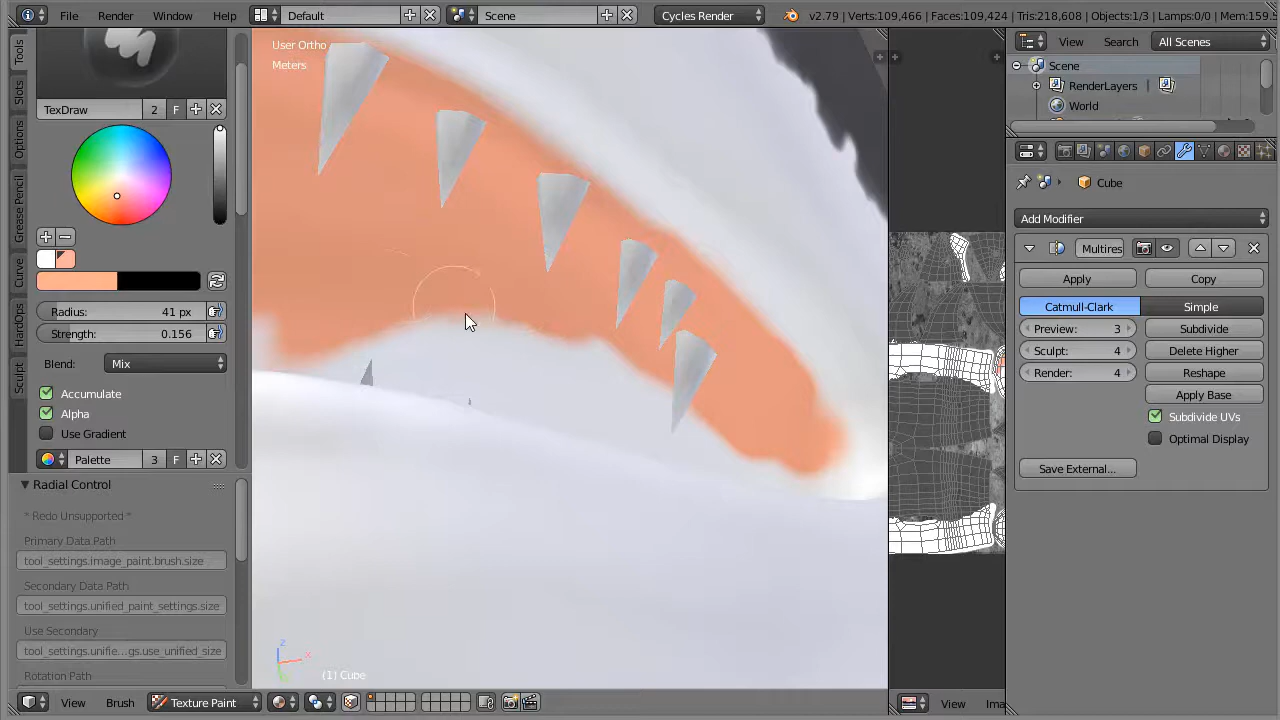 File Render Window Help Default Scene Cycles Render v2.79 | Verts:109,466 | Faces:109,424 | Tris:218,608 | Objects:1/3 | Lamps:0/0 | Mem:159.
View Search All Scenes
Scene
RenderLayers
World
User Ortho
Meters
Tools
Slots
Options
Grease Pencil
Curve
HardOps
Sculpt
TexDraw 2 F
Radius: 41 px
Strength: 0.156
Blend: Mix
Accumulate
Alpha
Use Gradient
Palette 3 F
Radial Control
* Redo Unsupported *
Primary Data Path
tool_settings.image_paint.brush.size
Secondary Data Path
tool_settings.unified_paint_settings.size
Use Secondary
tool_settings.unifie...gs.use_unified_size
Rotation Path
z
x
(1) Cube
View Brush Texture Paint
View Ima
Cube
Add Modifier
Multires
Apply Copy
Catmull-Clark Simple
Preview: 3 Subdivide
Sculpt: 4 Delete Higher
Render: 4 Reshape
Apply Base
Subdivide UVs
Optimal Display
Save External...